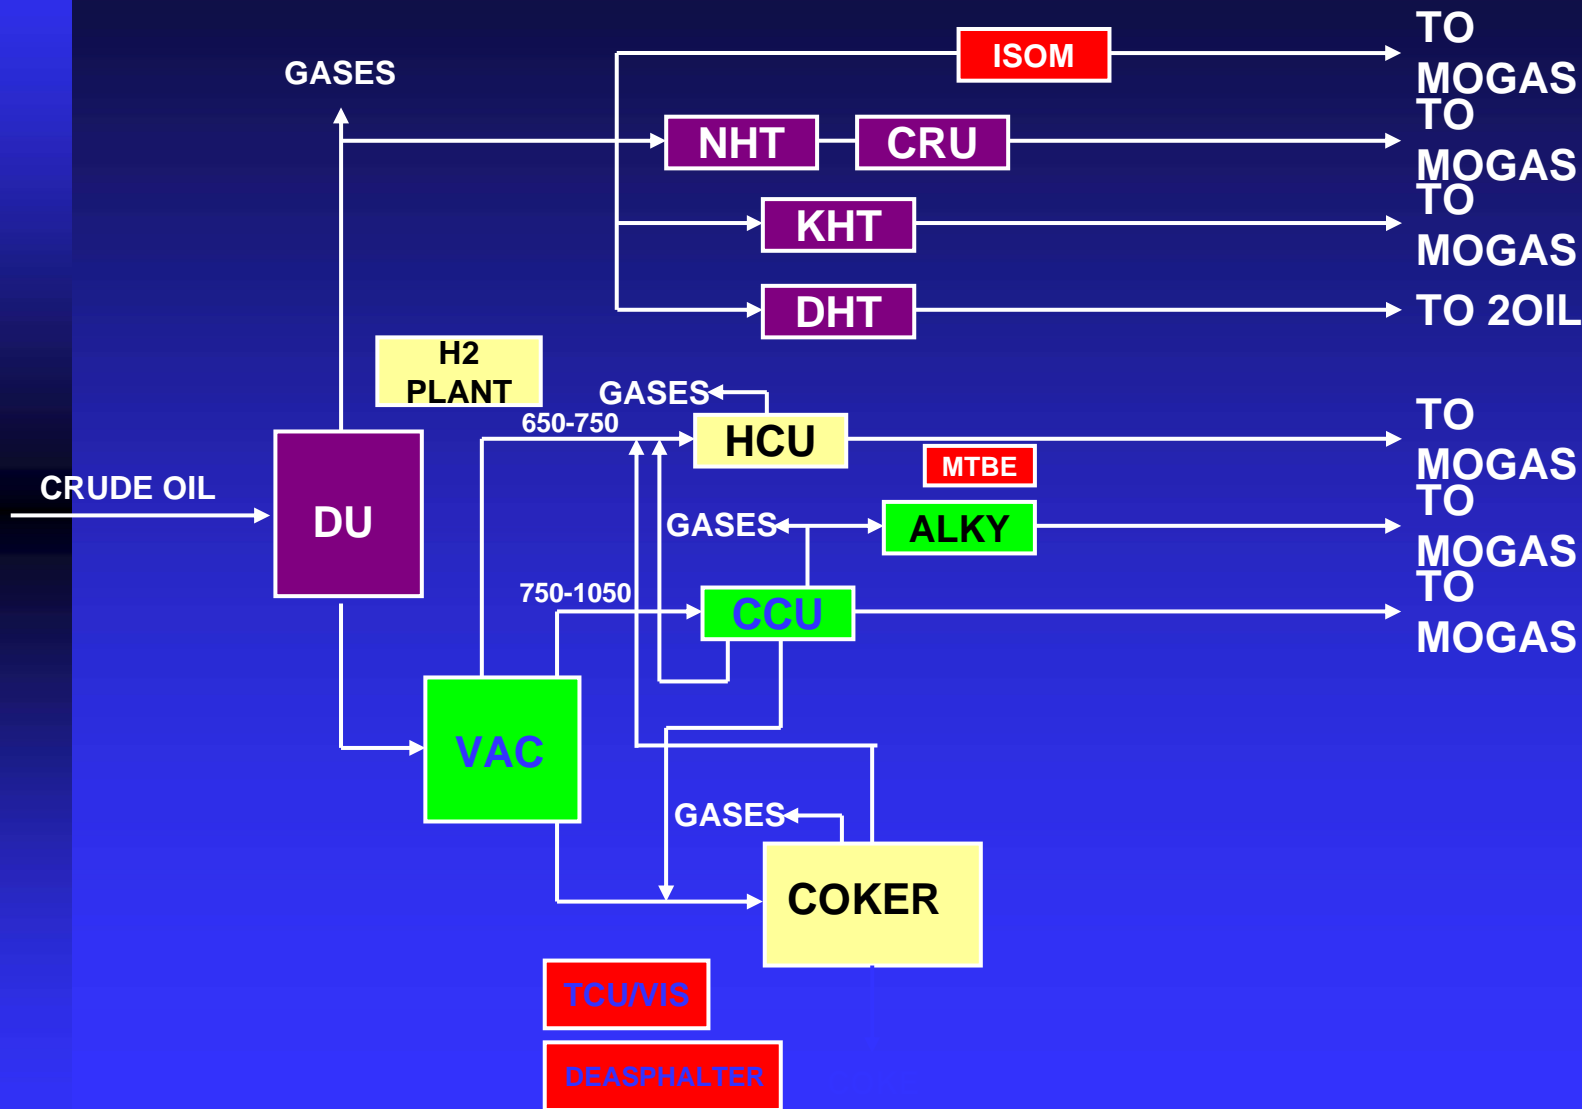 TO
MOGAS
ISOM
GASES
TO
MOGAS
NHT
CRU
TO
MOGAS
KHT
DHT
TO 2OIL
H2
PLANT
GASES
650-750
TO
MOGAS
HCU
MTBE
CRUDE OIL
DU
GASES
ALKY
TO
MOGAS
750-1050
CCU
TO
MOGAS
VAC
GASES
COKER
TCU/VIS
DEASPHALTER